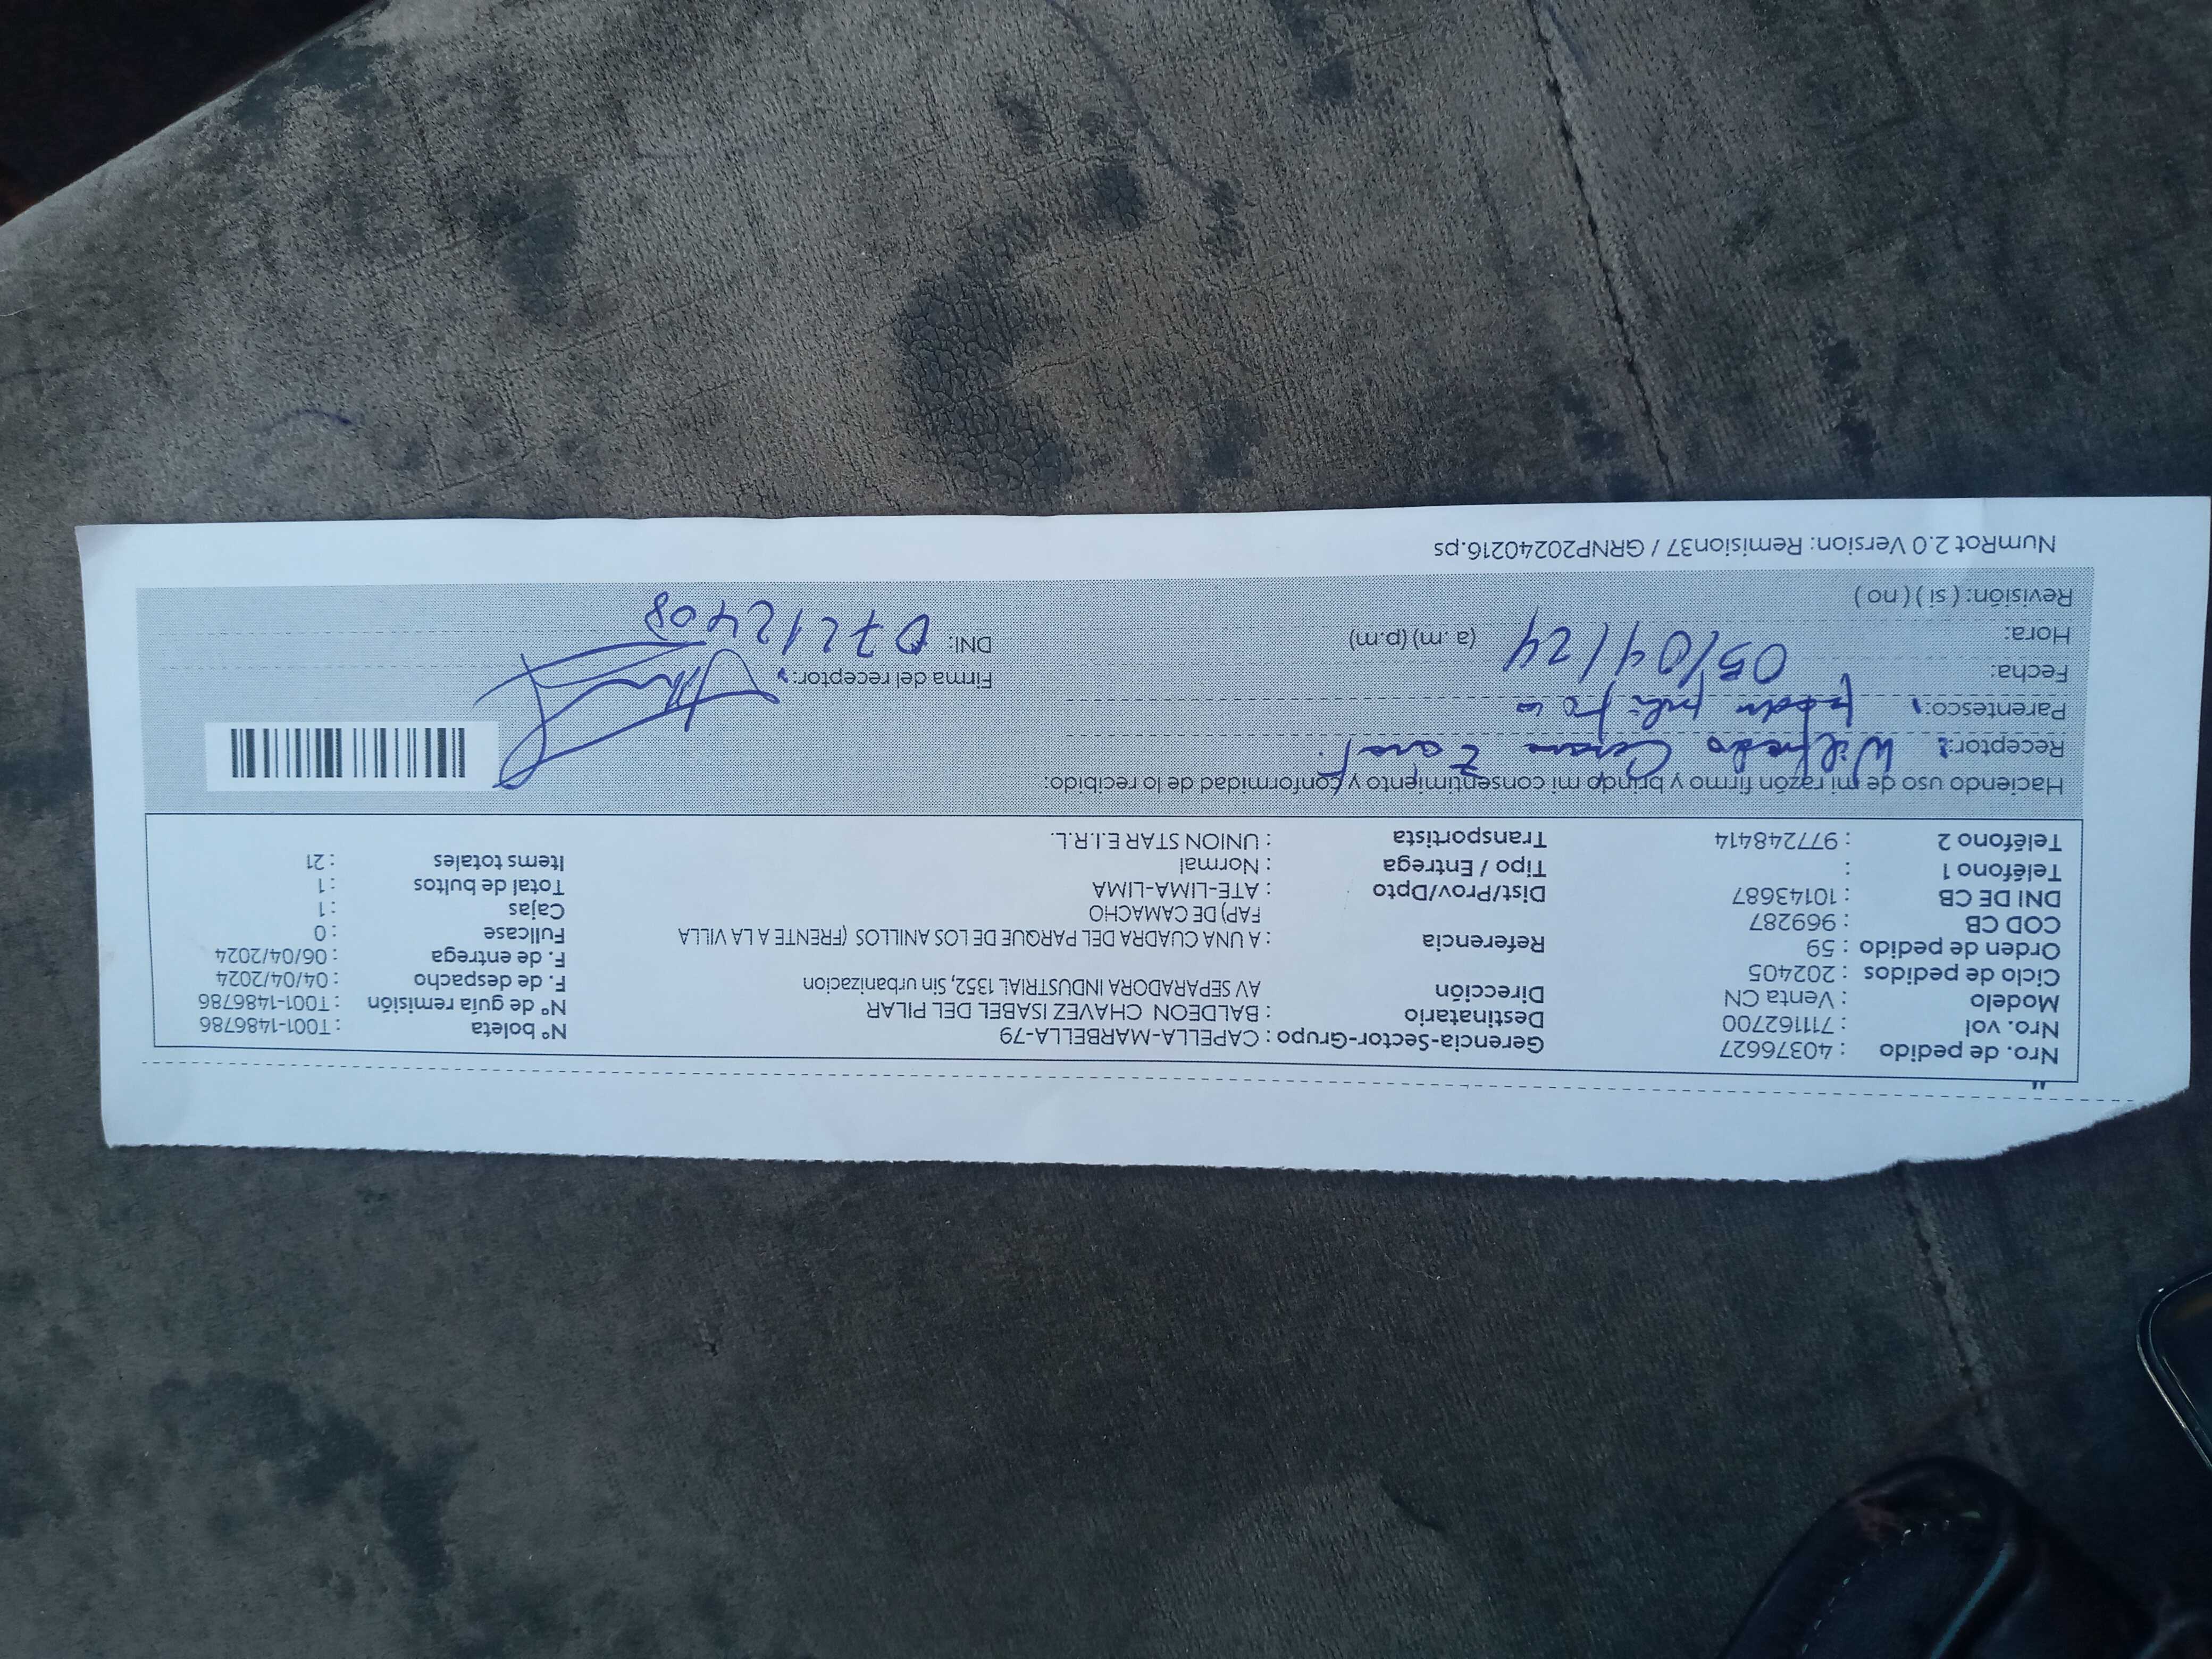 "
Nro. de pedido : 40376627
Nro. vol : 711162700
Modelo : Venta CN
Ciclo de pedidos : 202405
Orden de pedido : 59
COD CB : 969287
DNI DE CB : 10143687
Teléfono 1 :
Teléfono 2 : 977248414
Gerencia-Sector-Grupo : CAPELLA-MARBELLA-79
Destinatario : BALDEON CHAVEZ ISABEL DEL PILAR
Dirección AV SEPARADORA INDUSTRIAL 1352, Sin urbanizacion
Referencia : A UNA CUADRA DEL PARQUE DE LOS ANILLOS (FRENTE A LA VILLA
FAP) DE CAMACHO
Dist/Prov/Dpto : ATE-LIMA-LIMA
Tipo / Entrega : Normal
Transportista : UNION STAR E.I.R.L.
N° boleta : T001-1486786
N° de guía remisión : T001-1486786
F. de despacho : 04/04/2024
F. de entrega : 06/04/2024
Fullcase : 0
Cajas : 1
Total de bultos : 1
Items totales : 21
Haciendo uso de mi razón firmo y brindo mi consentimiento y conformidad de lo recibido:
Receptor: Wilfredo
Parentesco:
Fecha: 05/04/24
Hora: (a. m) (p.m)
Revisión: ( si ) ( no )
Firma del receptor:
DNI: 072122408
NumRot 2.0 Version: Remision37 / GRNP20240216.ps